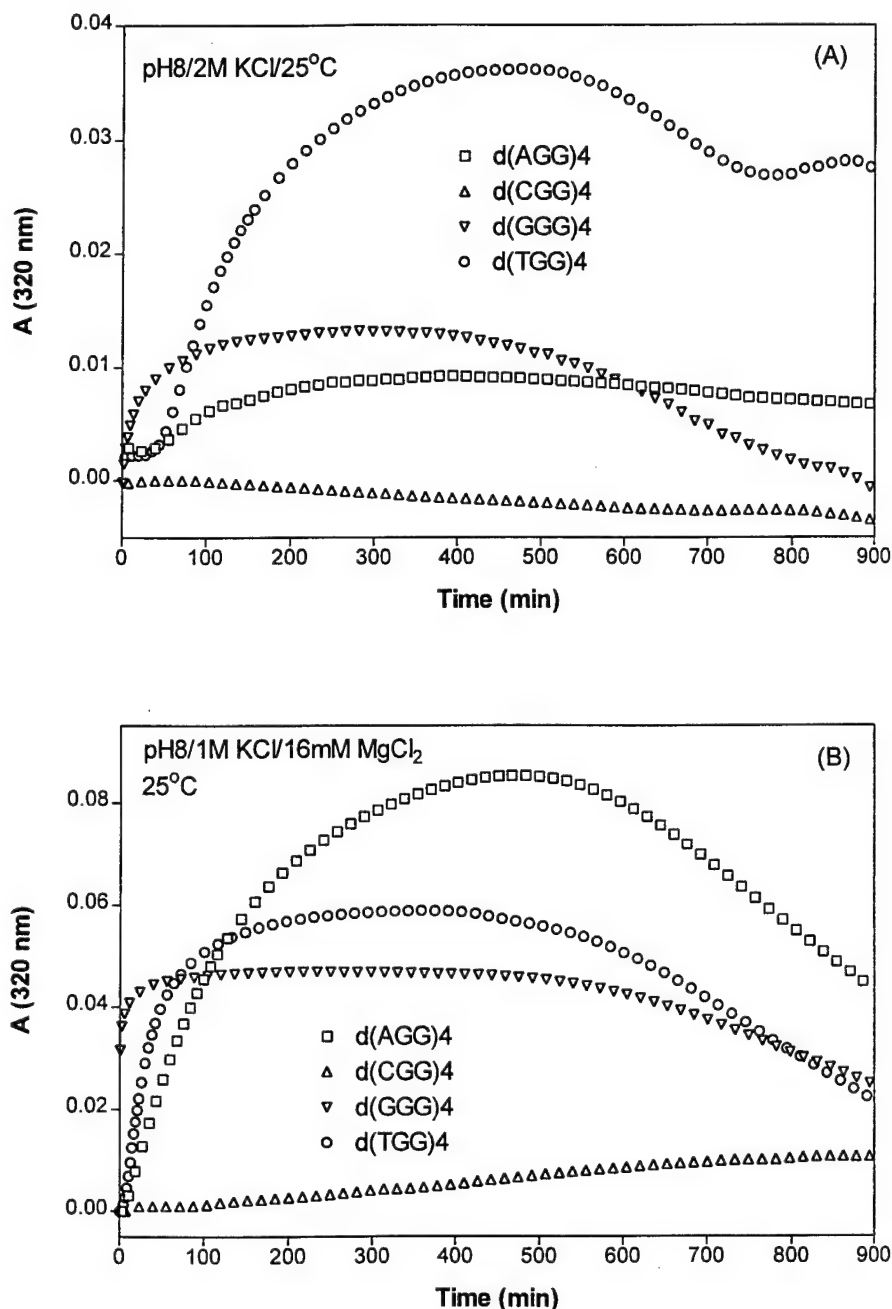 pH8/2M KCl/25°C
(A)
d(AGG)4
d(CGG)4
d(GGG)4
d(TGG)4
A (320 nm)
0.04
0.03
0.02
0.01
0.00
0 100 200 300 400 500 600 700 800 900
Time (min)
pH8/1M KCl/16mM MgCl₂
25°C
(B)
d(AGG)4
d(CGG)4
d(GGG)4
d(TGG)4
A (320 nm)
0.08
0.06
0.04
0.02
0.00
0 100 200 300 400 500 600 700 800 900
Time (min)